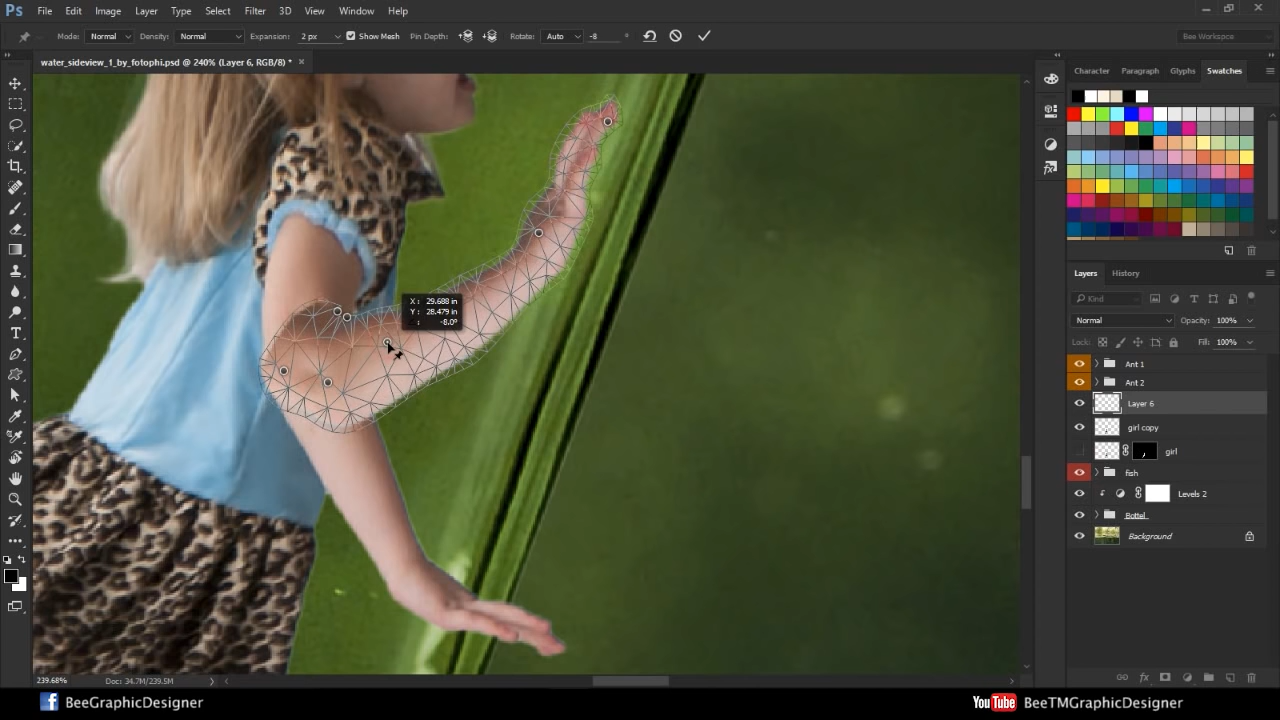 Ps File Edit Image Layer Type Select Filter 3D View Window Help
Mode: Normal Density: Normal Expansion: 2 px Show Mesh Pin Depth: Rotate: Auto -8 ° Bee Workspace
water_sideview_1_by_fotophi.psd @ 240% (Layer 6, RGB/8) * ×
Character Paragraph Glyphs Swatches
X : 29.688 in
Y : 28.479 in
: -8.0°
Layers History
Kind
Normal Opacity: 100%
Lock: Fill: 100%
Ant 1
Ant 2
Layer 6
girl copy
girl
fish
Levels 2
Bottel
Background
239.68% Doc: 34.7M/239.5M
fx
BeeGraphicDesigner
YouTube BeeTMGraphicDesigner